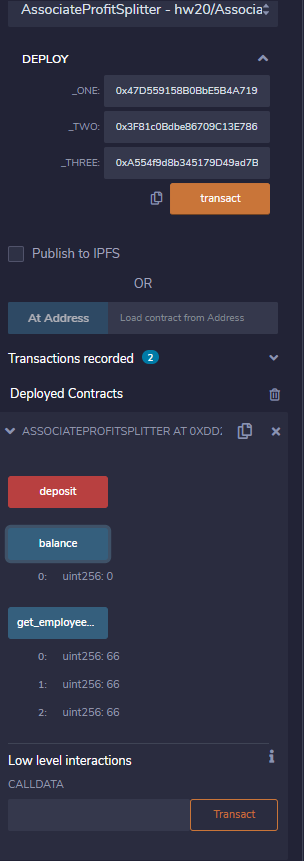 AssociateProfitSplitter - hw20/Associa
DEPLOY
_ONE: 0x47D559158B0BbE5B4A719
_TWO: 0x3F81c0Bdbe86709C13E786
_THREE: 0xA554f9d8b345179D49ad7B
transact
Publish to IPFS
OR
At Address Load contract from Address
Transactions recorded 2
Deployed Contracts
ASSOCIATEPROFITSPLITTER AT 0XDD2
deposit
balance
0: uint256: 0
get_employee...
0: uint256: 66
1: uint256: 66
2: uint256: 66
Low level interactions
CALLDATA
Transact